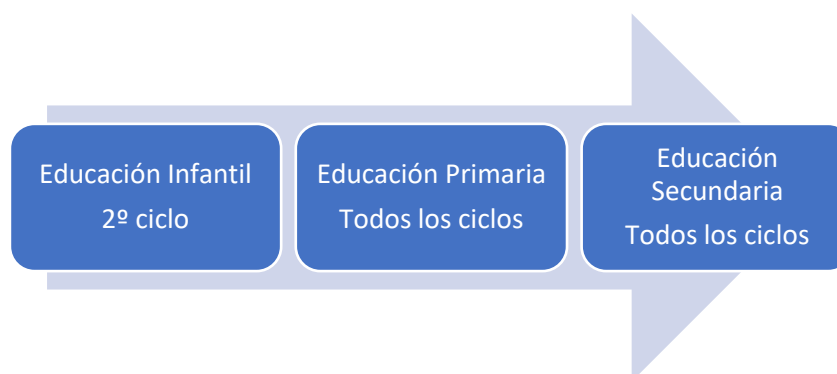 Educación Infantil
2º ciclo
Educación Primaria
Todos los ciclos
Educación
Secundaria
Todos los ciclos